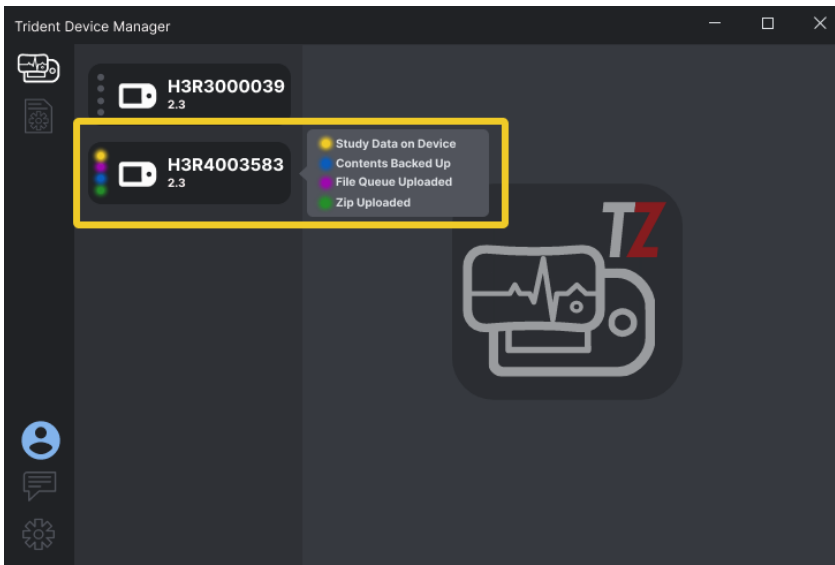 Trident Device Manager
H3R3000039
2.3
H3R4003583
2.3
Study Data on Device
Contents Backed Up
File Queue Uploaded
Zip Uploaded
TZ